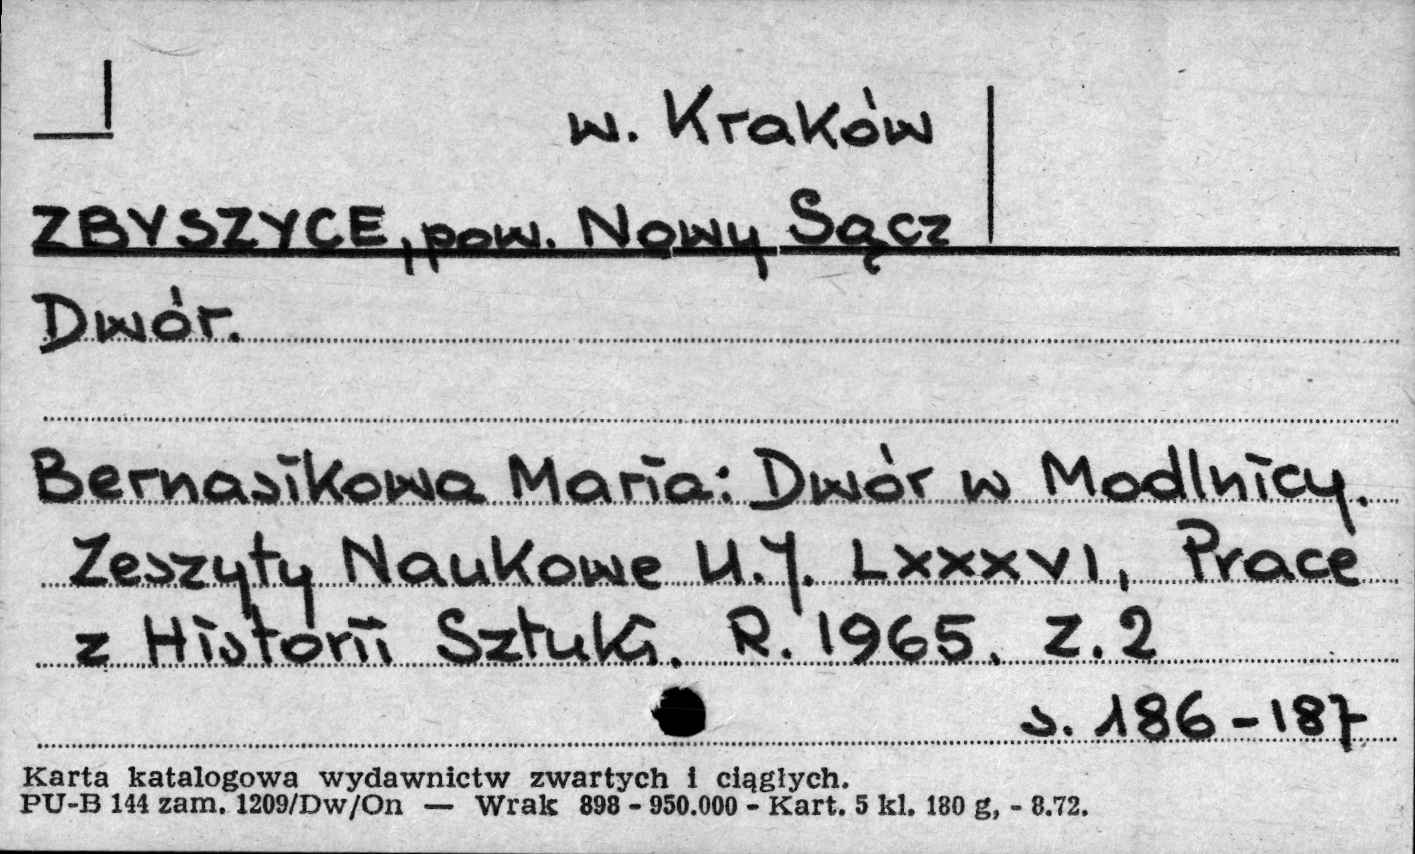 w. Kraków
ZBYSZYCE, pow. Nowy Sącz
Dwór.
Bernasikowa Maria: Dwór w Modlnicy.
Zeszyty Naukowe U.J. LXXXVI, Prace
z Historii Sztuki. R. 1965. Z. 2
s. 186-187
Karta katalogowa wydawnictw zwartych i ciągłych.
PU-B 144 zam. 1209/Dw/On — Wrak 898 - 950.000 - Kart. 5 kl. 180 g, - 8.72.